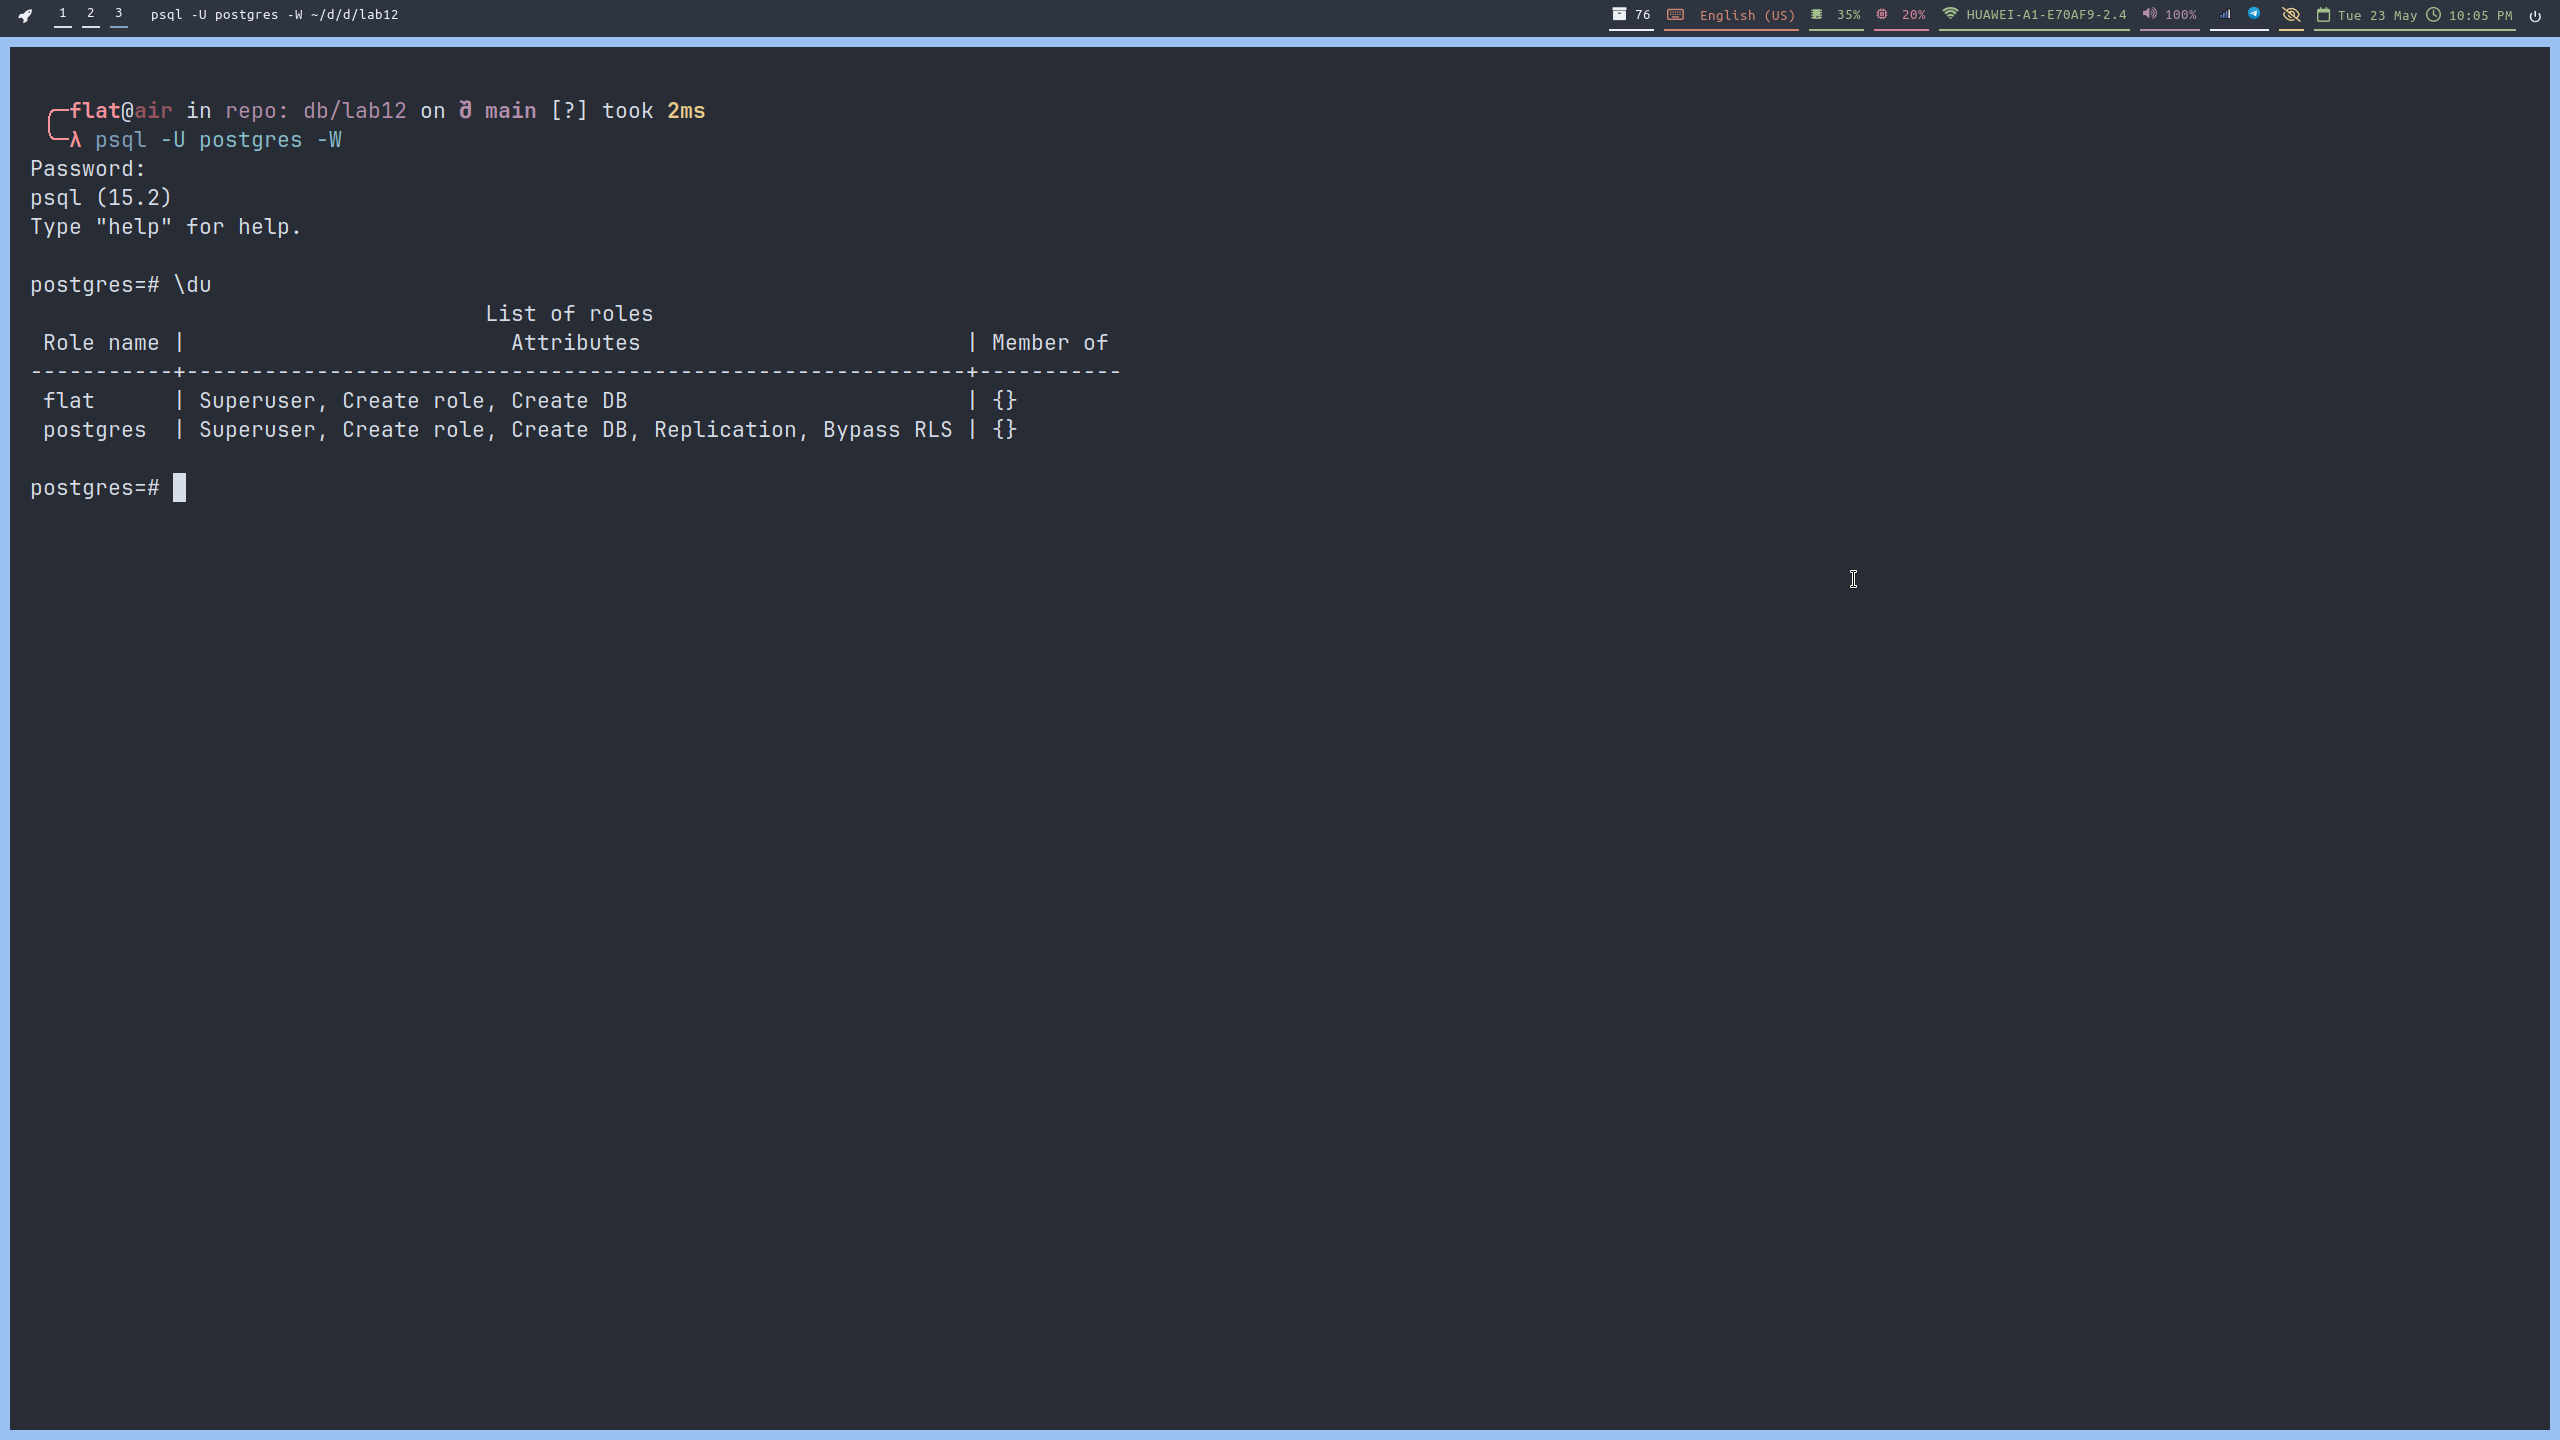 1 2 3 psql -U postgres -W ~/d/d/lab12 76 English (US) 35% 20% HUAWEI-A1-E70AF9-2.4 100% Tue 23 May 10:05 PM
flat@air in repo: db/lab12 on ð main [?] took 2ms
λ psql -U postgres -W
Password:
psql (15.2)
Type "help" for help.
postgres=# \du
List of roles
Role name | Attributes | Member of
-----------+------------------------------------------------------------+-----------
flat | Superuser, Create role, Create DB | {}
postgres | Superuser, Create role, Create DB, Replication, Bypass RLS | {}
postgres=#